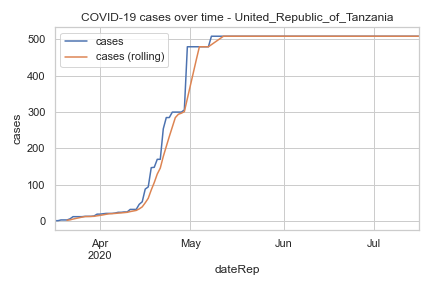 COVID-19 cases over time - United_Republic_of_Tanzania
cases
cases (rolling)
500
400
300
200
100
0
cases
Apr
2020
May
Jun
Jul
dateRep